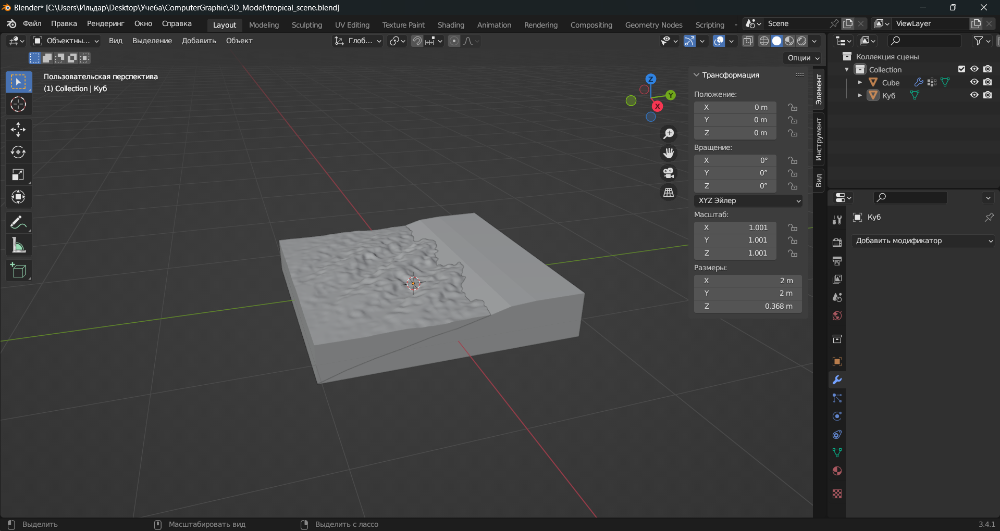 Blender* [C:\Users\Ильдар\Desktop\Учеба\ComputerGraphic\3D_Model\tropical_scene.blend]
Файл Правка Рендеринг Окно Справка Layout Modeling Sculpting UV Editing Texture Paint Shading Animation Rendering Compositing Geometry Nodes Scripting Scene ViewLayer
Объектны... Вид Выделение Добавить Объект Глоб...
Опции
Пользовательская перспектива
(1) Collection | Куб
Z
Y
X
Трансформация
Положение:
X 0 m
Y 0 m
Z 0 m
Вращение:
X 0°
Y 0°
Z 0°
XYZ Эйлер
Масштаб:
X 1.001
Y 1.001
Z 1.001
Размеры:
X 2 m
Y 2 m
Z 0.368 m
Элемент
Инструмент
Вид
Коллекция сцены
Collection
Cube
Куб
Куб
Добавить модификатор
Выделить Масштабировать вид Выделить с лассо 3.4.1